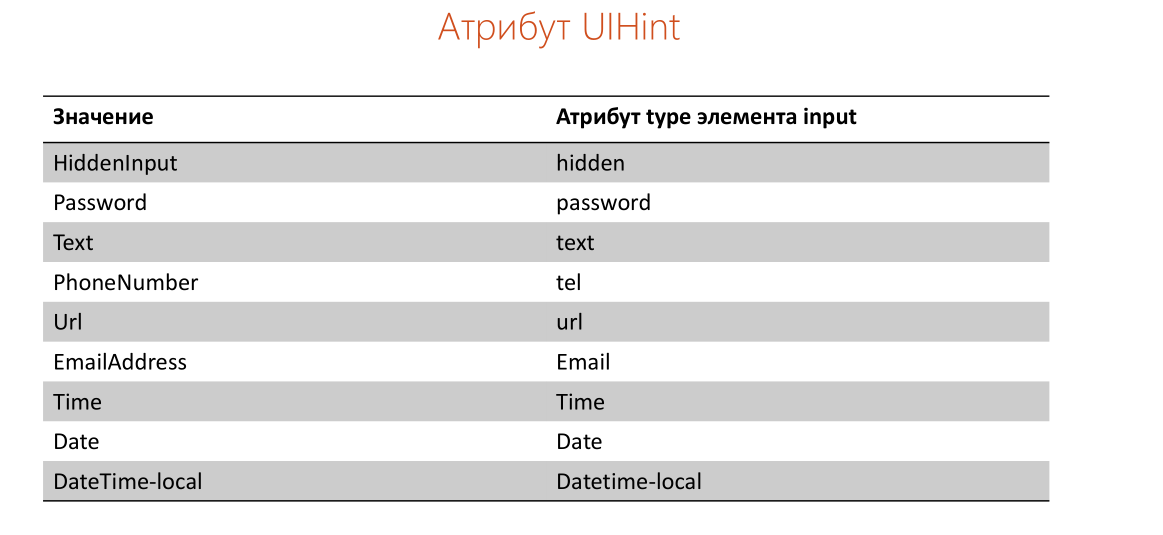 Атрибут UIHint
Значение Атрибут type элемента input
HiddenInput hidden
Password password
Text text
PhoneNumber tel
Url url
EmailAddress Email
Time Time
Date Date
DateTime-local Datetime-local